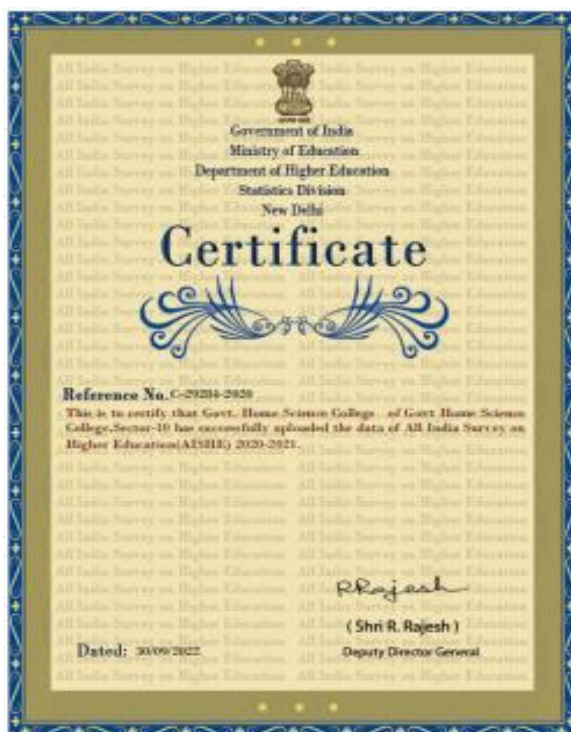 Government of India
Ministry of Education
Department of Higher Education
Statistics Division
New Delhi
Certificate
Reference No. C-29284-2020
This is to certify that Govt. Home Science College of Govt Home Science
College,Sector-10 has successfully uploaded the data of All India Survey on
Higher Education(AISHE) 2020-2021.
RRajesh
( Shri R. Rajesh )
Dated: 30/09/2022
Deputy Director General